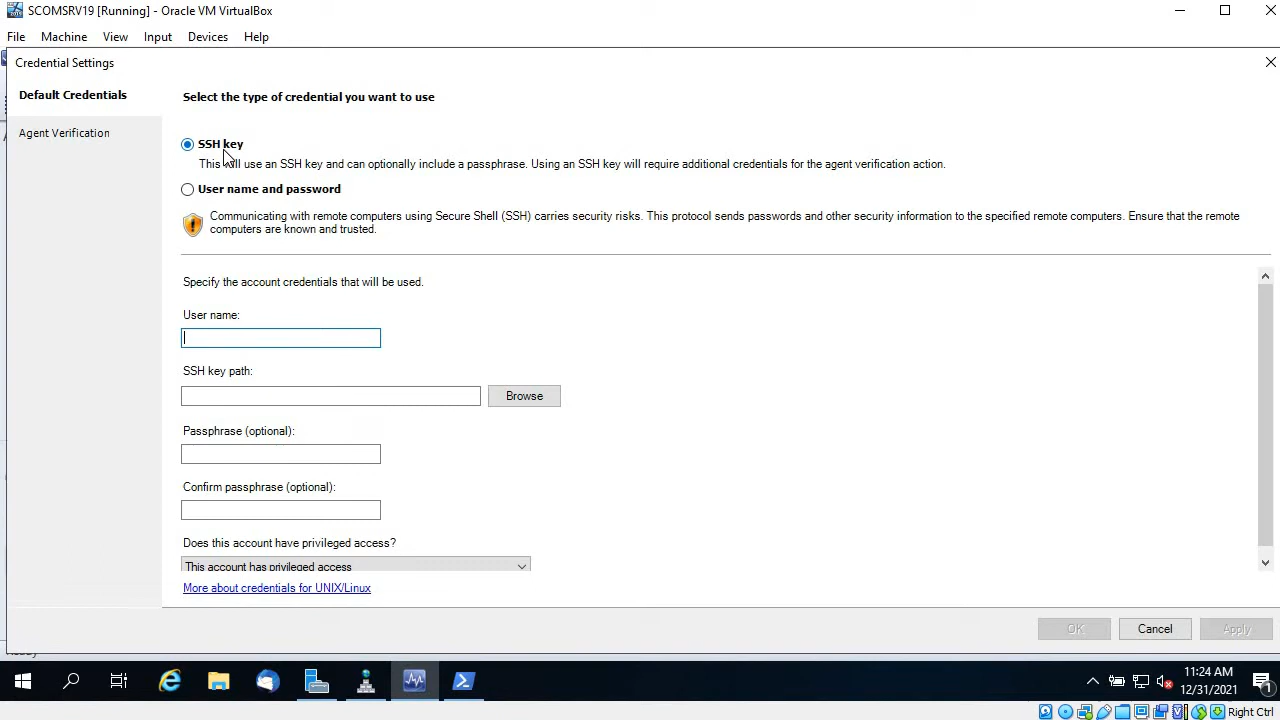 SCOMSRV19 [Running] - Oracle VM VirtualBox
File Machine View Input Devices Help
Credential Settings
Default Credentials
Agent Verification
Select the type of credential you want to use
SSH key
This will use an SSH key and can optionally include a passphrase. Using an SSH key will require additional credentials for the agent verification action.
User name and password
Communicating with remote computers using Secure Shell (SSH) carries security risks. This protocol sends passwords and other security information to the specified remote computers. Ensure that the remote
computers are known and trusted.
Specify the account credentials that will be used.
User name:
SSH key path:
Browse
Passphrase (optional):
Confirm passphrase (optional):
Does this account have privileged access?
This account has privileged access
More about credentials for UNIX/Linux
OK Cancel Apply
11:24 AM
12/31/2021
1
Right Ctrl